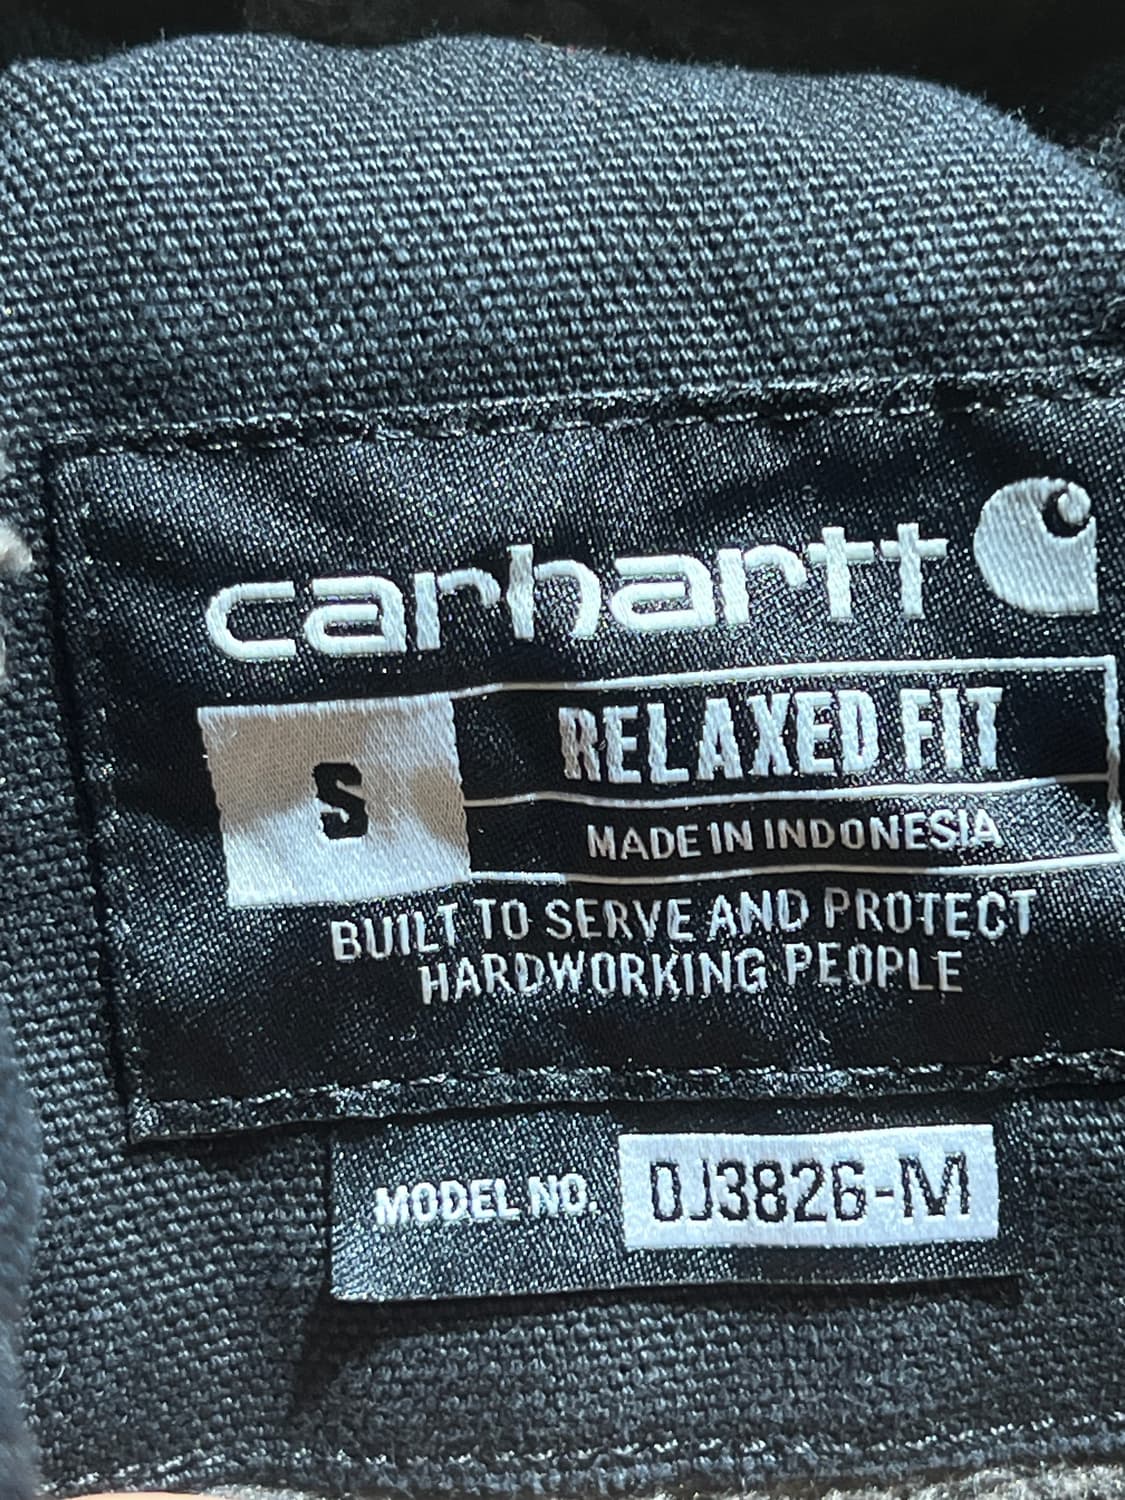 carhartt
S
RELAXED FIT
MADE IN INDONESIA
BUILT TO SERVE AND PROTECT
HARDWORKING PEOPLE
MODEL NO. OJ3826-M